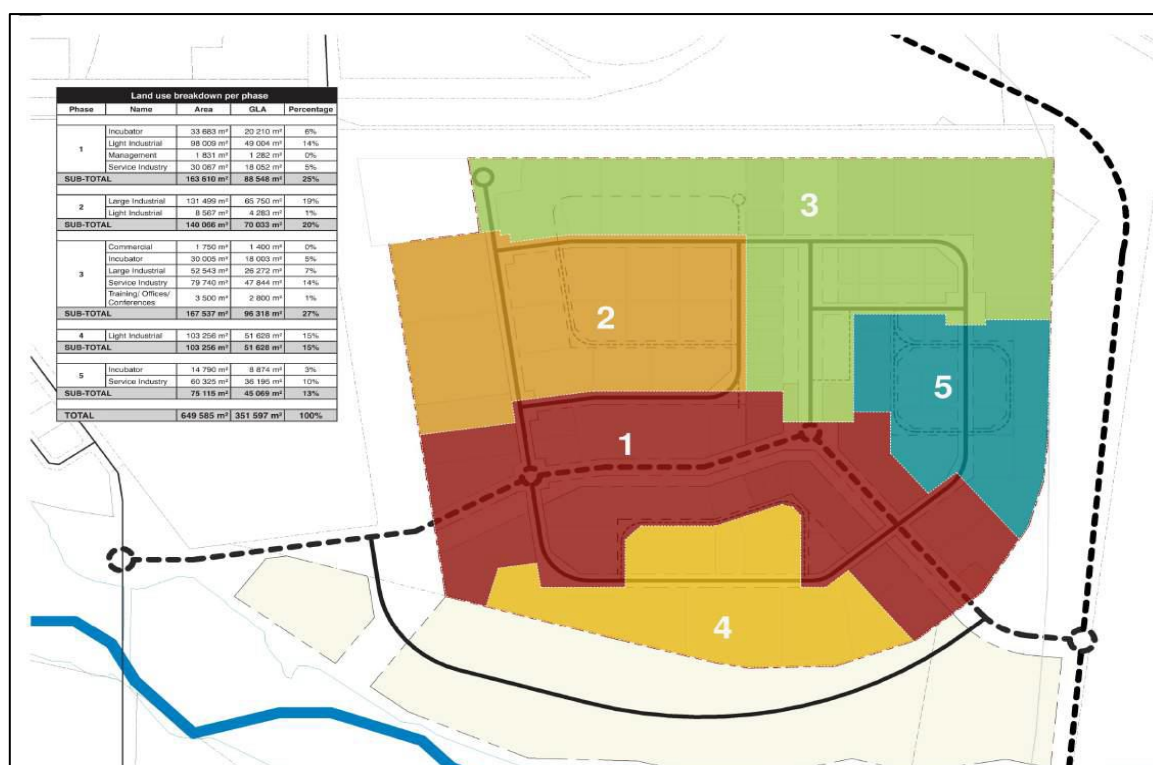 Land use breakdown per phase
Phase Name Area GLA Percentage
1
Incubator 33 683 m² 20 210 m² 6%
Light Industrial 98 009 m² 49 004 m² 14%
Management 1 831 m² 1 282 m² 0%
Service Industry 30 087 m² 18 052 m² 5%
SUB-TOTAL 163 610 m² 88 548 m² 25%
2
Large Industrial 131 499 m² 65 750 m² 19%
Light Industrial 8 567 m² 4 283 m² 1%
SUB-TOTAL 140 066 m² 70 033 m² 20%
3
Commercial 1 750 m² 1 400 m² 0%
Incubator 30 005 m² 18 003 m² 5%
Large Industrial 52 543 m² 26 272 m² 7%
Service Industry 79 740 m² 47 844 m² 14%
Training/ Offices/
Conferences 3 500 m² 2 800 m² 1%
SUB-TOTAL 167 537 m² 96 318 m² 27%
4 Light Industrial 103 256 m² 51 628 m² 15%
SUB-TOTAL 103 256 m² 51 628 m² 15%
5
Incubator 14 790 m² 8 874 m² 3%
Service Industry 60 325 m² 36 195 m² 10%
SUB-TOTAL 75 115 m² 45 069 m² 13%
TOTAL 649 585 m² 351 597 m² 100%
3
2
5
1
4